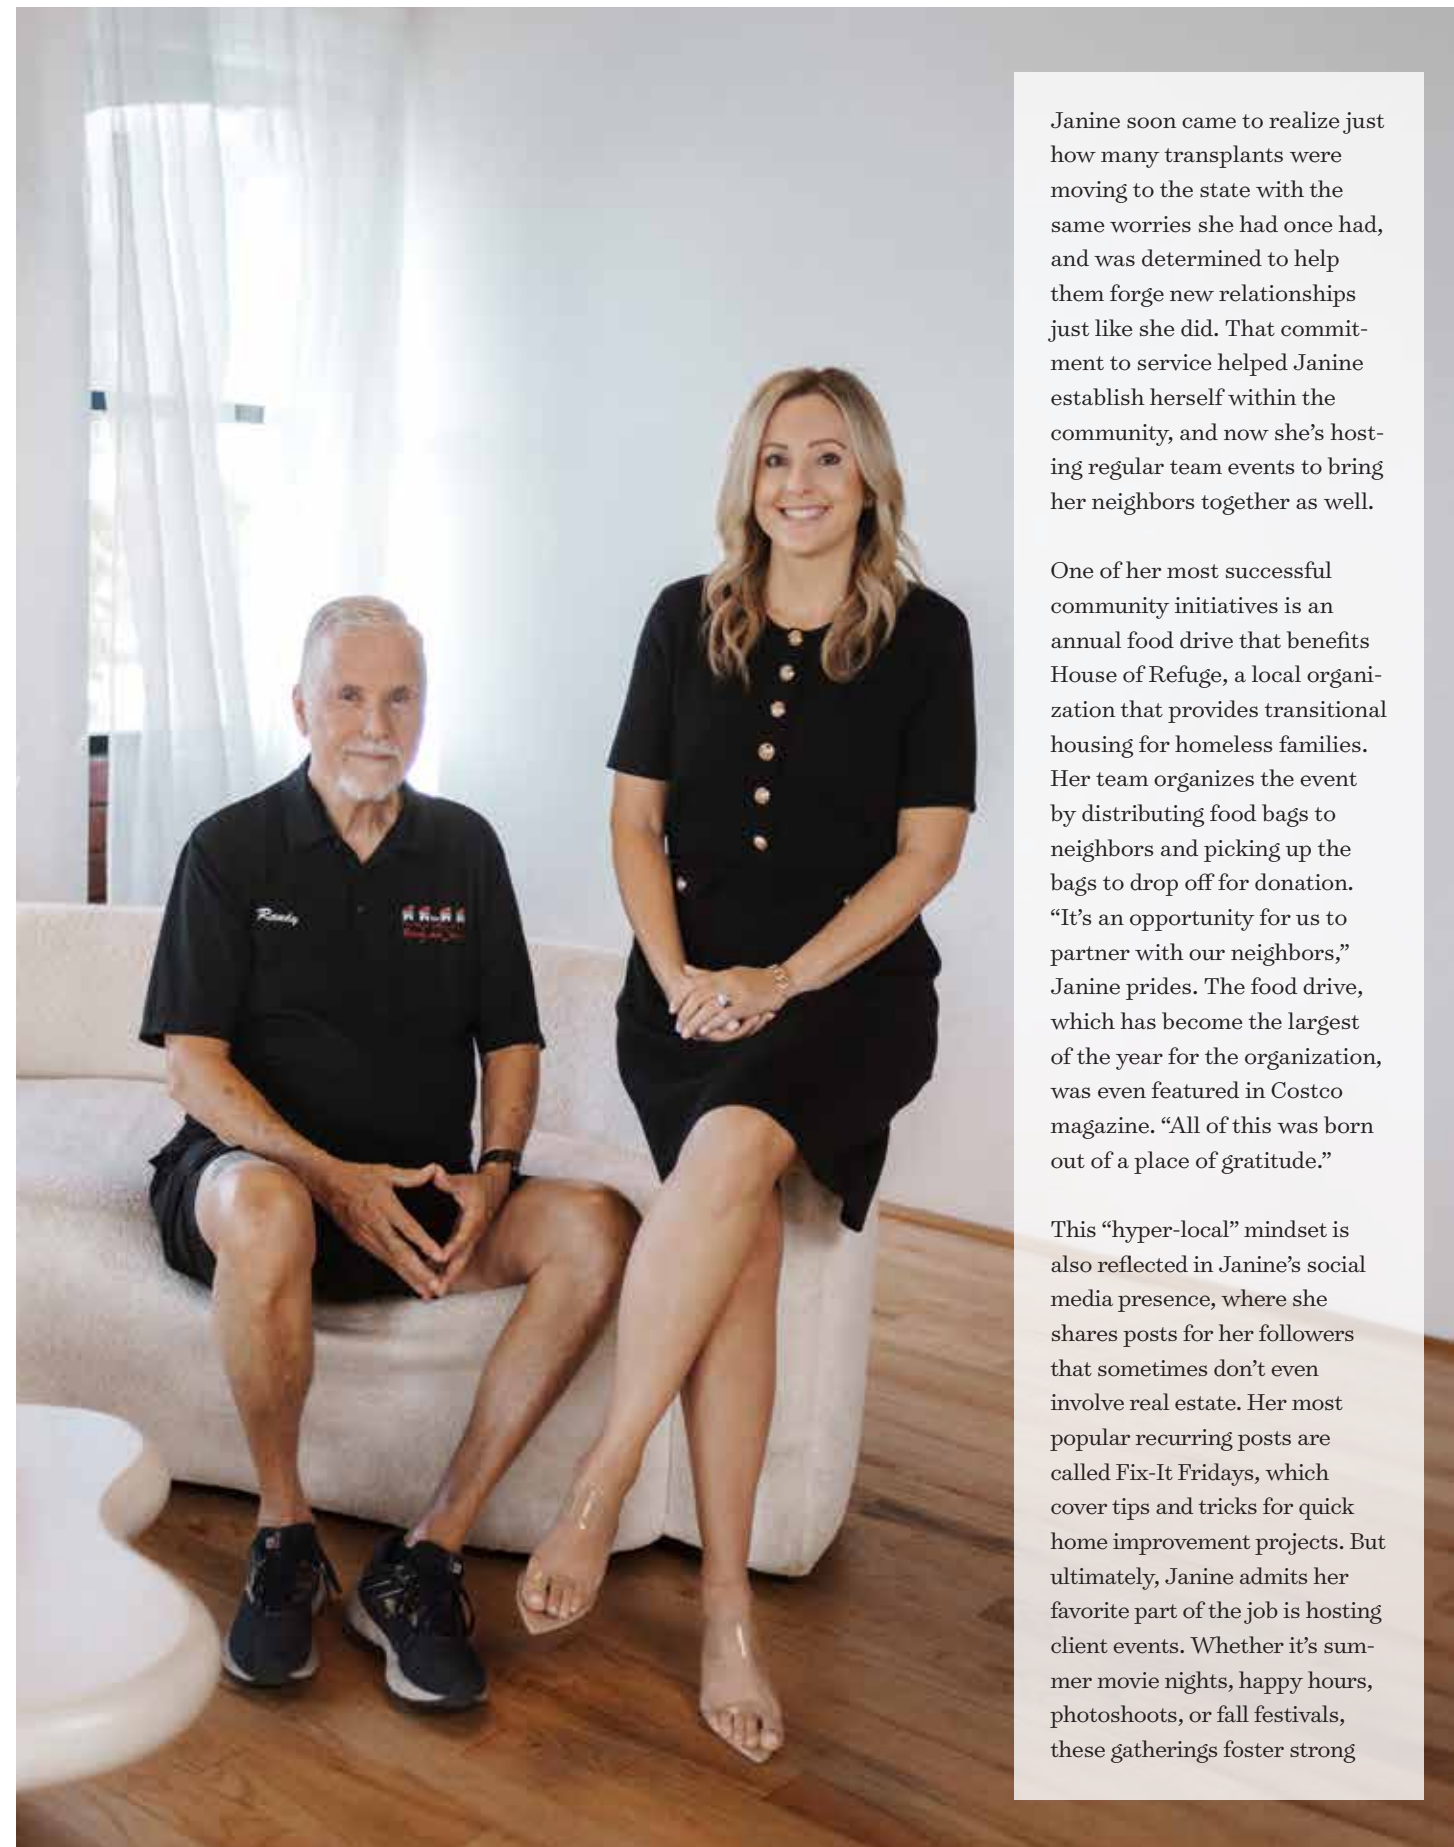 Janine soon came to realize just
how many transplants were
moving to the state with the
same worries she had once had,
and was determined to help
them forge new relationships
just like she did. That commit-
ment to service helped Janine
establish herself within the
community, and now she’s host-
ing regular team events to bring
her neighbors together as well.
One of her most successful
community initiatives is an
annual food drive that benefits
House of Refuge, a local organi-
zation that provides transitional
housing for homeless families.
Her team organizes the event
by distributing food bags to
neighbors and picking up the
bags to drop off for donation.
“It’s an opportunity for us to
partner with our neighbors,”
Janine prides. The food drive,
which has become the largest
of the year for the organization,
was even featured in Costco
magazine. “All of this was born
out of a place of gratitude.”
This “hyper-local” mindset is
also reflected in Janine’s social
media presence, where she
shares posts for her followers
that sometimes don’t even
involve real estate. Her most
popular recurring posts are
called Fix-It Fridays, which
cover tips and tricks for quick
home improvement projects. But
ultimately, Janine admits her
favorite part of the job is hosting
client events. Whether it’s sum-
mer movie nights, happy hours,
photoshoots, or fall festivals,
these gatherings foster strong
Randy